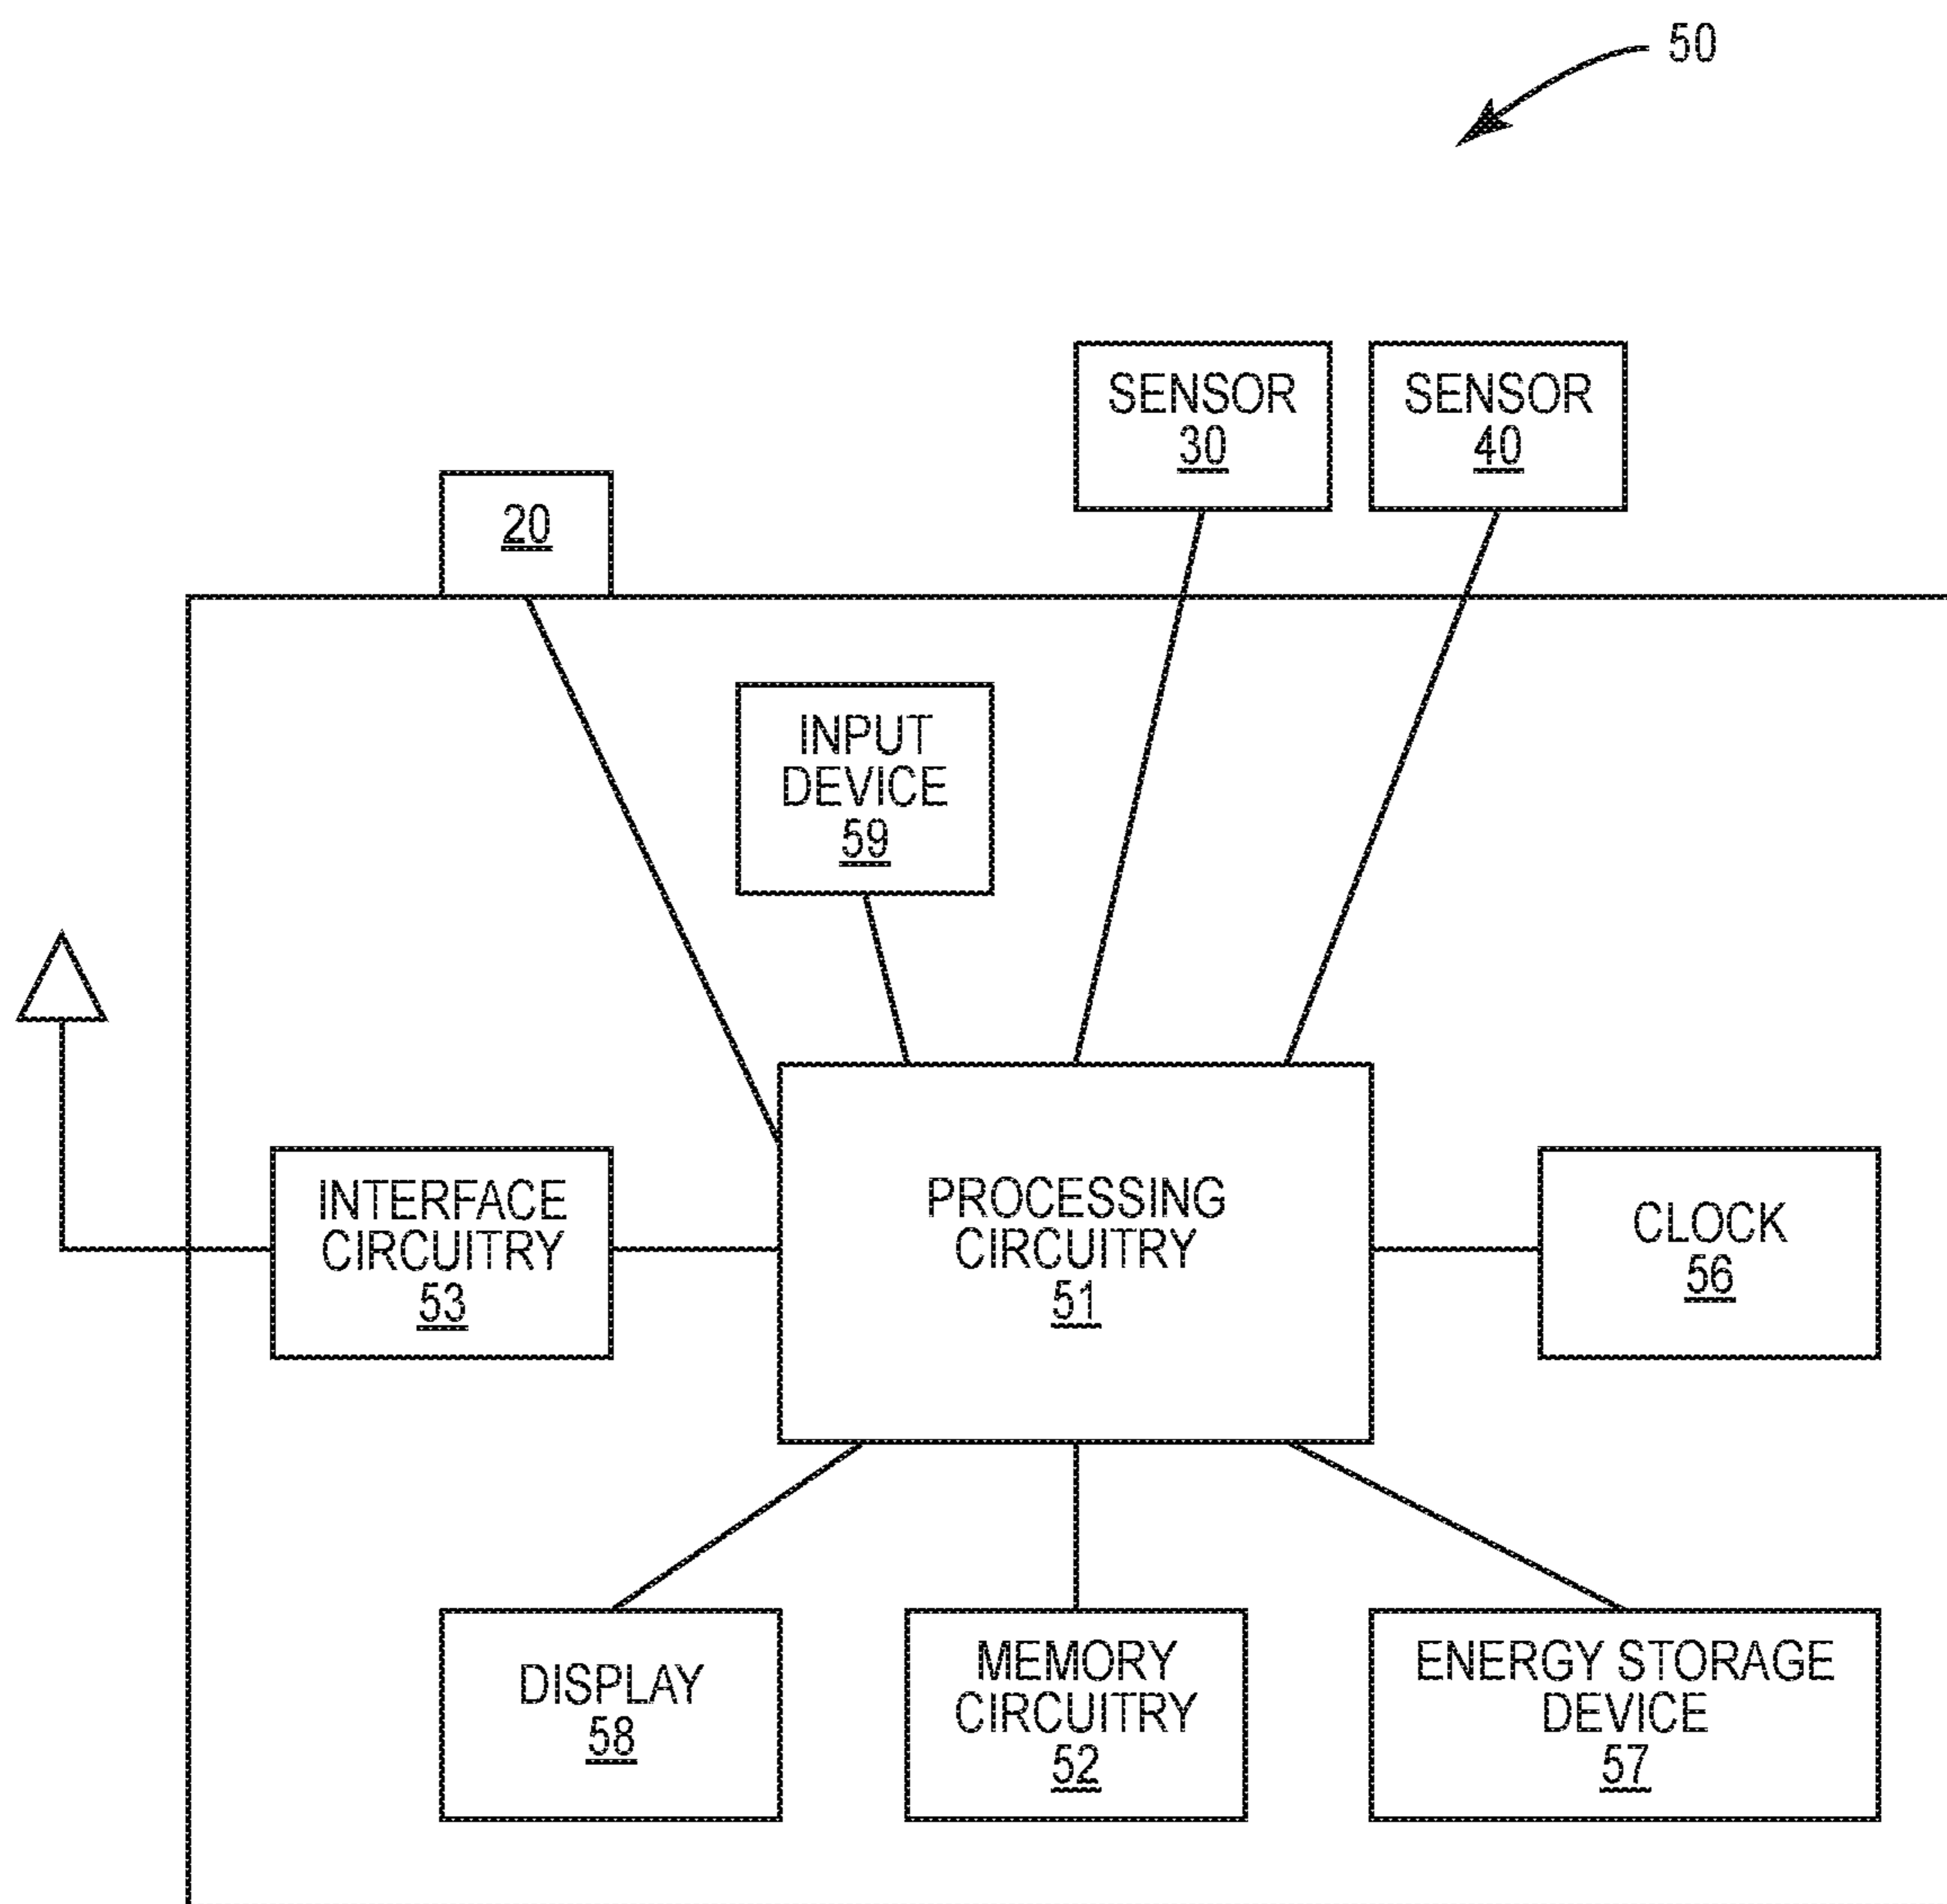 50
SENSOR
30
SENSOR
40
20
INPUT
DEVICE
59
INTERFACE
CIRCUITRY
53
PROCESSING
CIRCUITRY
51
CLOCK
56
DISPLAY
58
MEMORY
CIRCUITRY
52
ENERGY STORAGE
DEVICE
57